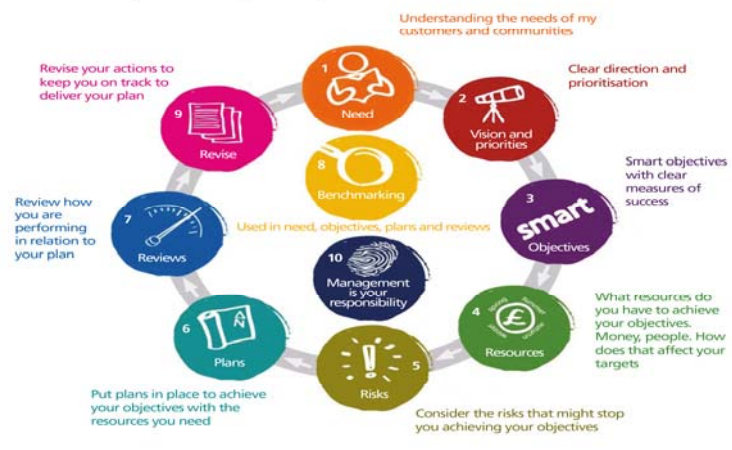 Understanding the needs of my
customers and communities
1
Need
Clear direction and
prioritisation
2
Vision and
priorities
Smart objectives
with clear
measures of
success
3
smart
Objectives
What resources do
you have to achieve
your objectives.
Money, people. How
does that affect your
targets
4
£
Resources
Consider the risks that might stop
you achieving your objectives
5
Risks
Put plans in place to achieve
your objectives with the
resources you need
6
Plans
Review how
you are
performing
in relation to
your plan
7
Reviews
8
Benchmarking
Used in need, objectives, plans and reviews
Revise your actions to
keep you on track to
deliver your plan
9
Revise
10
Management
is your
responsibility